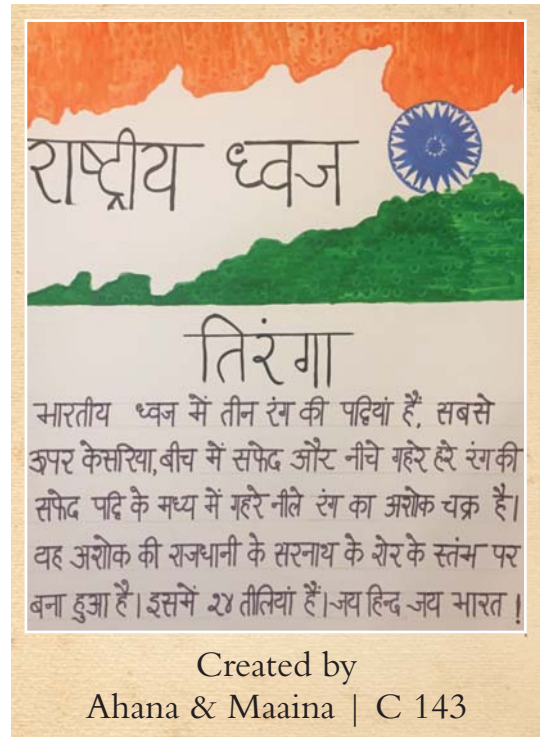 राष्ट्रीय ध्वज
तिरंगा
भारतीय ध्वज में तीन रंग की पट्टियां हैं, सबसे
ऊपर केसरिया, बीच में सफेद और नीचे गहरे हरे रंग की
सफेद पट्टि के मध्य में गहरे नीले रंग का अशोक चक्र है।
यह अशोक की राजधानी के सरनाथ के शेर के स्तंभ पर
बना हुआ है। इसमें २४ तीलियां हैं। जय हिन्द जय भारत !
Created by
Ahana & Maaina | C 143